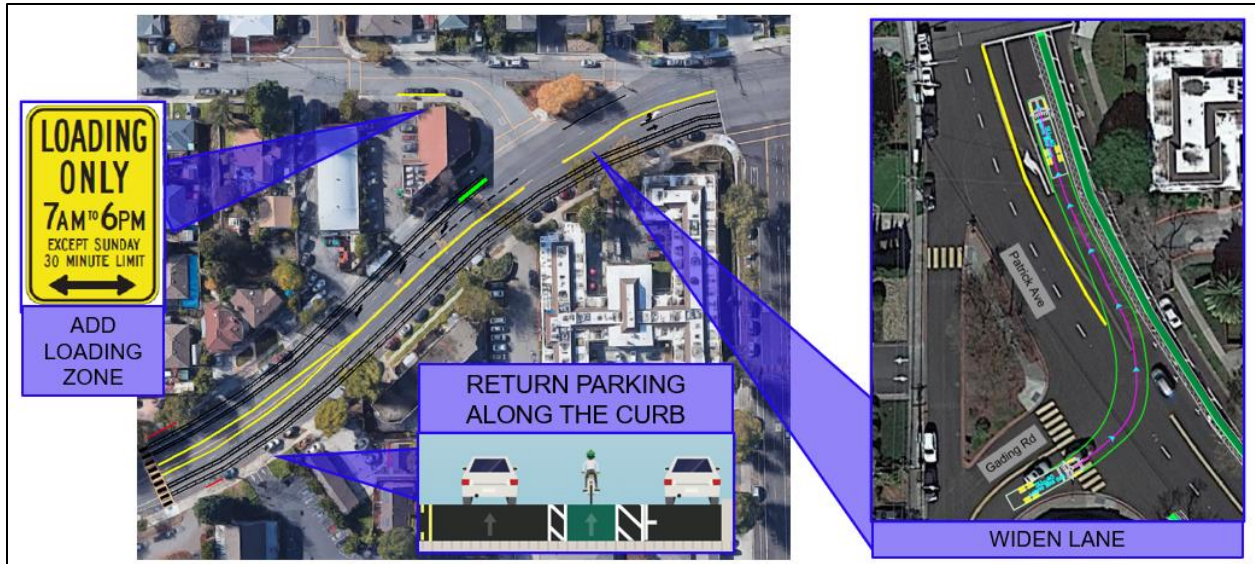 LOADING
ONLY
7AM TO 6PM
EXCEPT SUNDAY
30 MINUTE LIMIT
ADD
LOADING
ZONE
RETURN PARKING
ALONG THE CURB
Patrick Ave
Gading Rd
WIDEN LANE